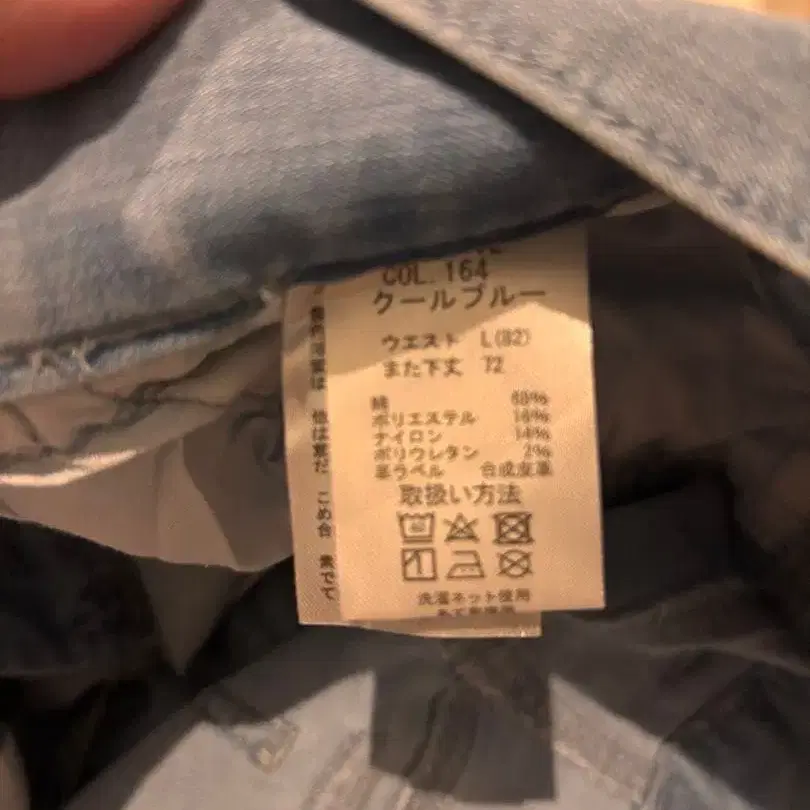 COL. 164
クールブルー
ウエスト L(82)
また下丈 72
綿 68%
ポリエステル 16%
ナイロン 14%
ポリウレタン 2%
革ラベル 合成皮革
取扱い方法
洗濯ネット使用